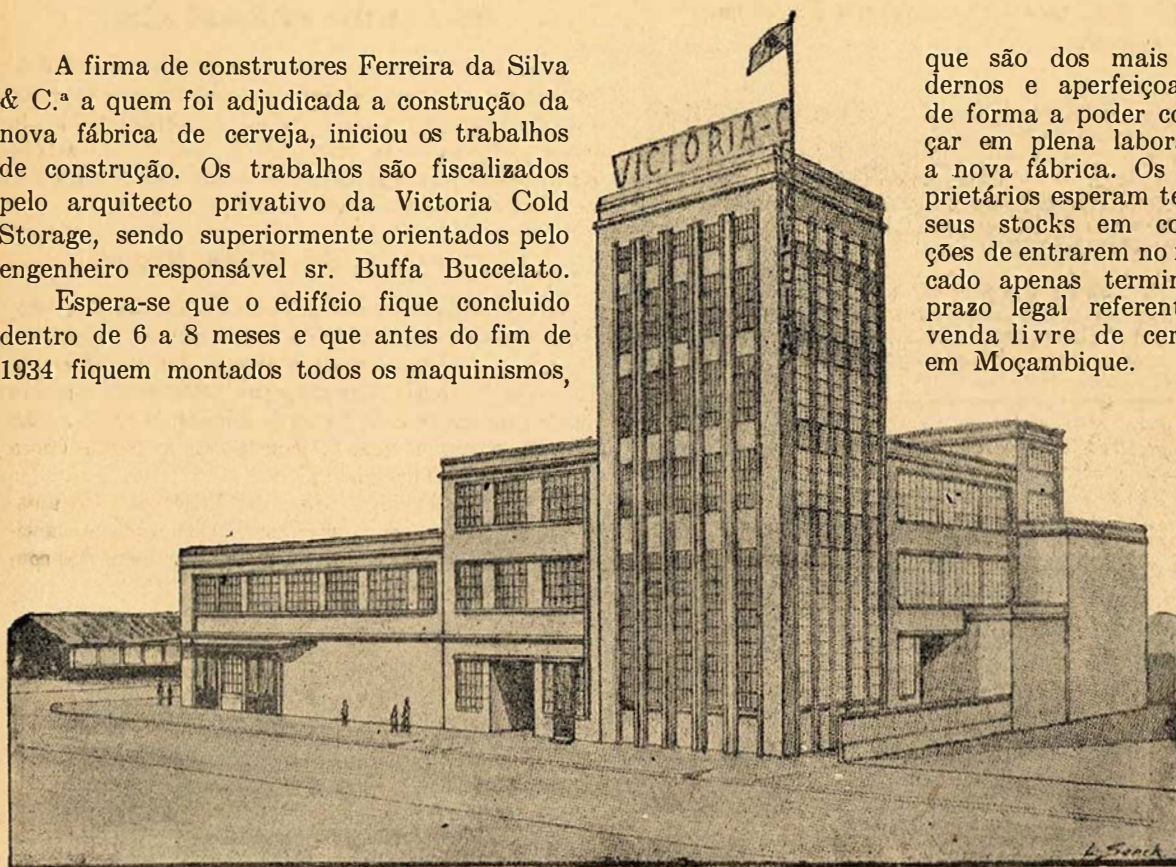 A firma de construtores Ferreira da Silva
& C.ª a quem foi adjudicada a construção da
nova fábrica de cerveja, iniciou os trabalhos
de construção. Os trabalhos são fiscalizados
pelo arquitecto privativo da Victoria Cold
Storage, sendo superiormente orientados pelo
engenheiro responsável sr. Buffa Buccelato.
Espera-se que o edifício fique concluido
dentro de 6 a 8 meses e que antes do fim de
1934 fiquem montados todos os maquinismos,
que são dos mais
dernos e aperfeiçoa
de forma a poder co
çar em plena labora
a nova fábrica. Os
prietários esperam te
seus stocks em co
ções de entrarem no
cado apenas termin
prazo legal referent
venda livre de cer
em Moçambique.
VICTORIA-C